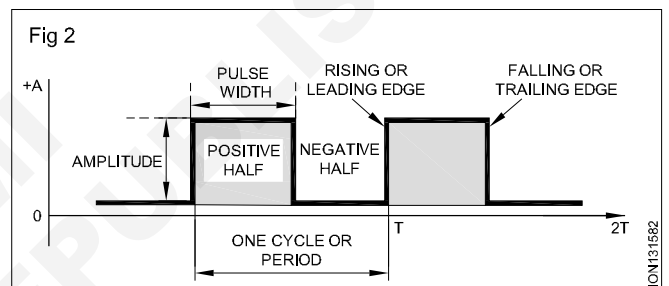 Fig 2
+A
PULSE
WIDTH
RISING OR
LEADING EDGE
FALLING OR
TRAILING EDGE
AMPLITUDE
POSITIVE
HALF
NEGATIVE
HALF
0
T
2T
ONE CYCLE OR
PERIOD